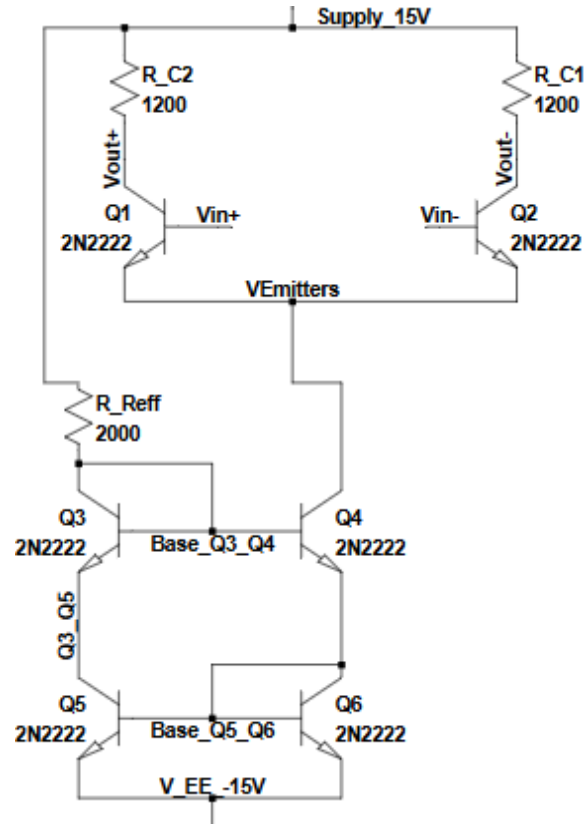 Supply_15V
R_C2
1200
R_C1
1200
Vout+
Vout-
Q1
2N2222
Vin+
Vin-
Q2
2N2222
VEmitters
R_Reff
2000
Q3
2N2222
Base_Q3_Q4
Q4
2N2222
Q3_Q5
Q5
2N2222
Base_Q5_Q6
Q6
2N2222
V_EE_-15V